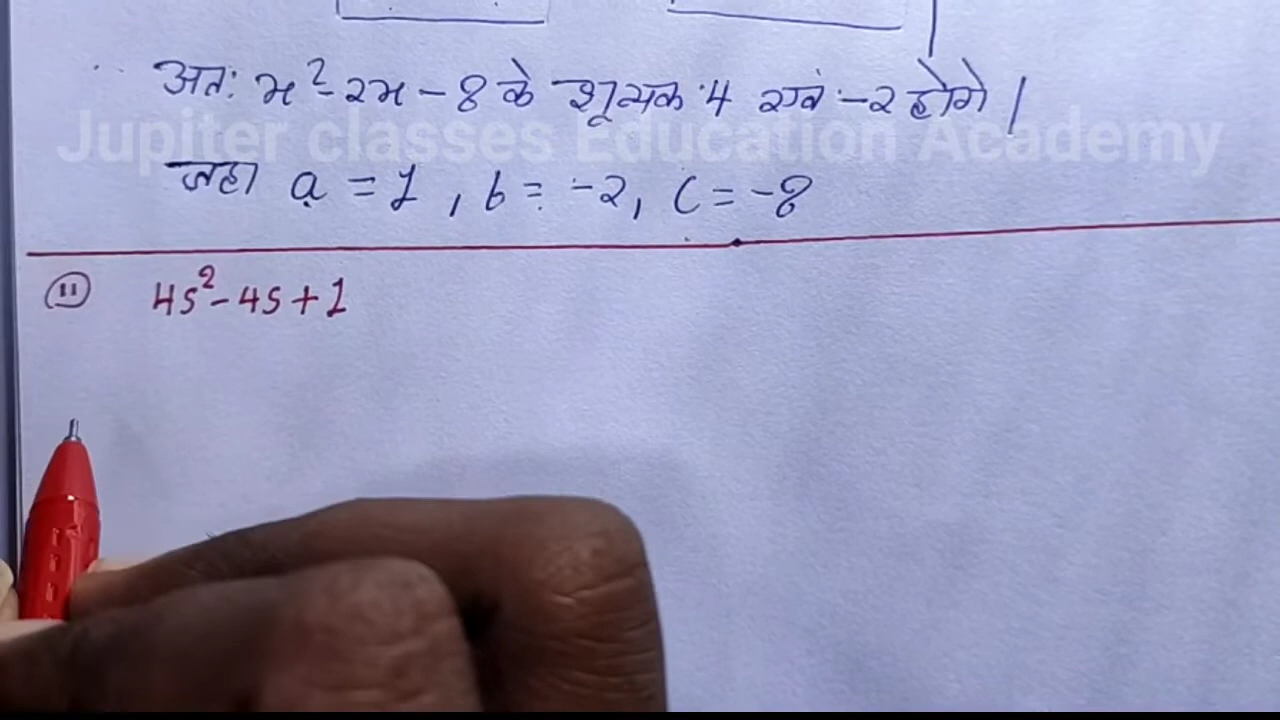 अतः x²-2x-8 के शून्यक 4 एवं -2 होंगे |
Jupiter classes Education Academy
जहा a = 1, b = -2, c = -8
(ii) 4s²-4s+1